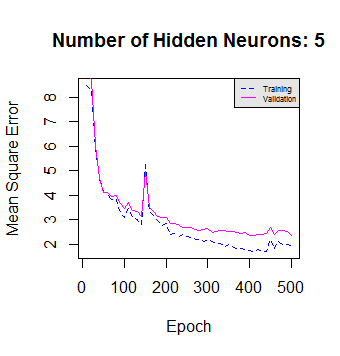 Number of Hidden Neurons: 5
Training
Validation
Mean Square Error
8
7
6
5
4
3
2
0 100 200 300 400 500
Epoch